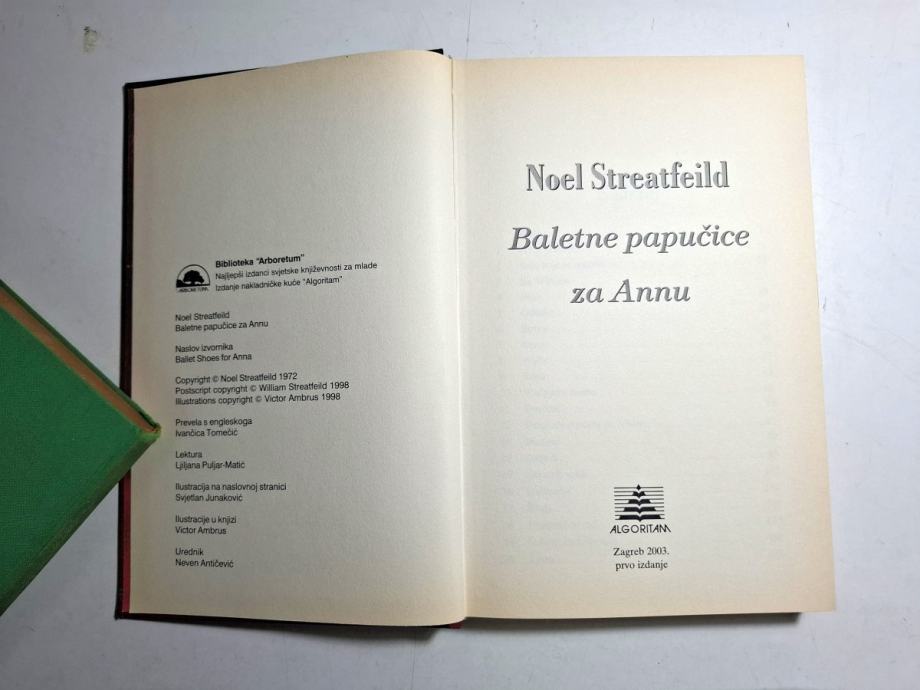 Biblioteka "Arboretum"
Najljepši izdanci svjetske književnosti za mlade
Izdanje nakladničke kuće "Algoritam"
ARBORETUM
Noel Streatfeild
Baletne papučice za Annu
Naslov izvornika
Ballet Shoes for Anna
Copyright © Noel Streatfeild 1972
Postscript copyright © William Streatfeild 1998
Illustrations copyright © Victor Ambrus 1998
Prevela s engleskoga
Ivančica Tomečić
Lektura
Ljiljana Puljar-Matić
Ilustracija na naslovnoj stranici
Svjetlan Junaković
Ilustracije u knjizi
Victor Ambrus
Urednik
Neven Antičević
Noel Streatfeild
Baletne papučice
za Annu
ALGORITAM
Zagreb 2003.
prvo izdanje